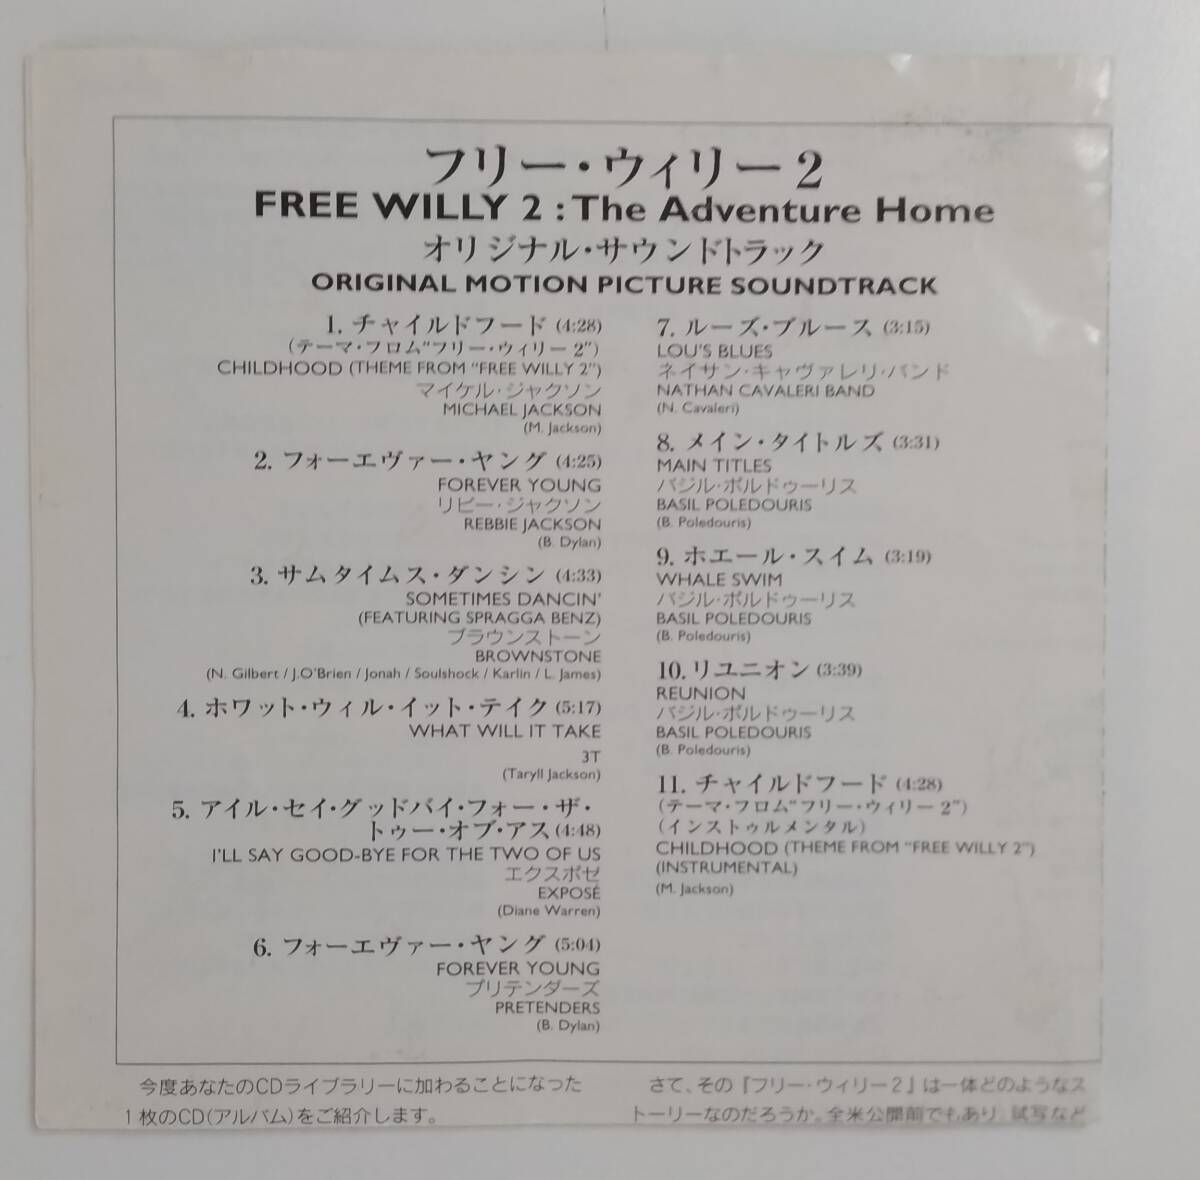 フリー・ウィリー2
FREE WILLY 2 : The Adventure Home
オリジナル・サウンドトラック
ORIGINAL MOTION PICTURE SOUNDTRACK
1. チャイルドフード (4:28)
(テーマ・フロム"フリー・ウィリー 2")
CHILDHOOD (THEME FROM "FREE WILLY 2")
マイケル・ジャクソン
MICHAEL JACKSON
(M. Jackson)
2. フォーエヴァー・ヤング (4:25)
FOREVER YOUNG
リビー・ジャクソン
REBBIE JACKSON
(B. Dylan)
3. サムタイムス・ダンシン (4:33)
SOMETIMES DANCIN'
(FEATURING SPRAGGA BENZ)
ブラウンストーン
BROWNSTONE
(N. Gilbert / J.O'Brien / Jonah / Soulshock / Karlin / L. James)
4. ホワット・ウィル・イット・テイク (5:17)
WHAT WILL IT TAKE
3T
(Taryll Jackson)
5. アイル・セイ・グッドバイ・フォー・ザ・
トゥー・オブ・アス (4:48)
I'LL SAY GOOD-BYE FOR THE TWO OF US
エクスポゼ
EXPOSÉ
(Diane Warren)
6. フォーエヴァー・ヤング (5:04)
FOREVER YOUNG
プリテンダーズ
PRETENDERS
(B. Dylan)
7. ルーズ・ブルース (3:15)
LOU'S BLUES
ネイサン・キャヴァレリ・バンド
NATHAN CAVALERI BAND
(N. Cavaleri)
8. メイン・タイトルズ (3:31)
MAIN TITLES
バジル・ポルドゥーリス
BASIL POLEDOURIS
(B. Poledouris)
9. ホエール・スイム (3:19)
WHALE SWIM
バジル・ポルドゥーリス
BASIL POLEDOURIS
(B. Poledouris)
10. リユニオン (3:39)
REUNION
バジル・ポルドゥーリス
BASIL POLEDOURIS
(B. Poledouris)
11. チャイルドフード (4:28)
(テーマ・フロム"フリー・ウィリー 2")
(インストゥルメンタル)
CHILDHOOD (THEME FROM "FREE WILLY 2")
(INSTRUMENTAL)
(M. Jackson)
今度あなたのCDライブラリーに加わることになった
1枚のCD(アルバム)をご紹介します。
さて、その『フリー・ウィリー2』は一体どのようなス
トーリーなのだろうか。全米公開前でもあり、試写など